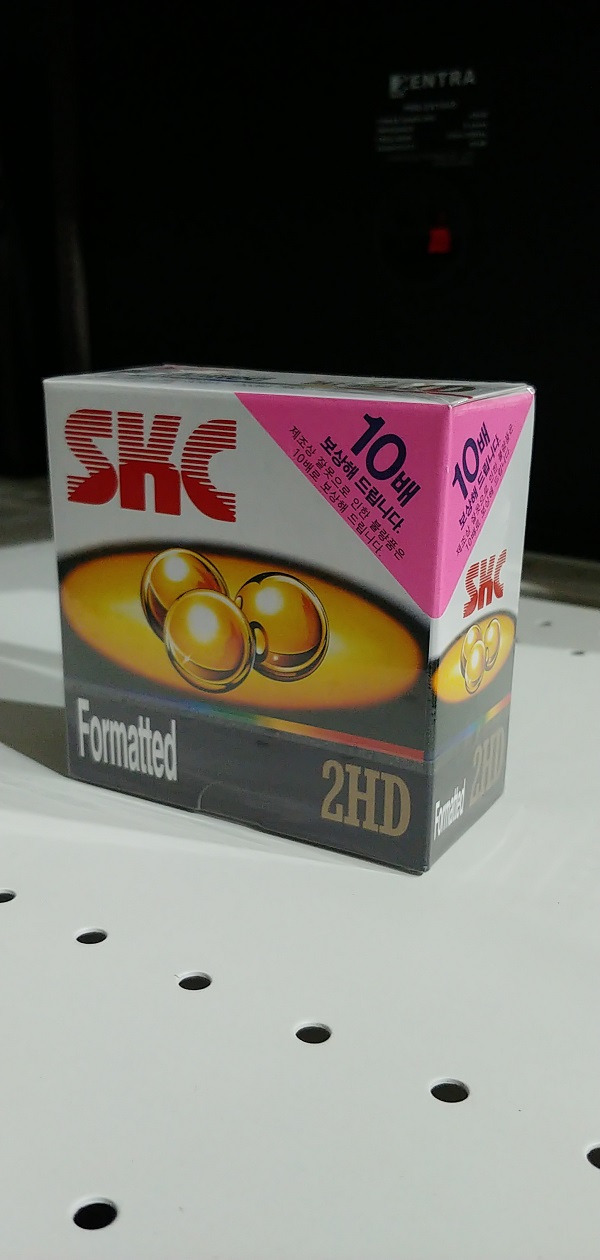 ENTRA
SKC
10배
보상해 드립니다.
제조상 잘못으로 인한 불량품은
10배로 보상해 드립니다.
Formatted
2HD
10배
보상해 드립니다.
SKC
Formatted
2HD